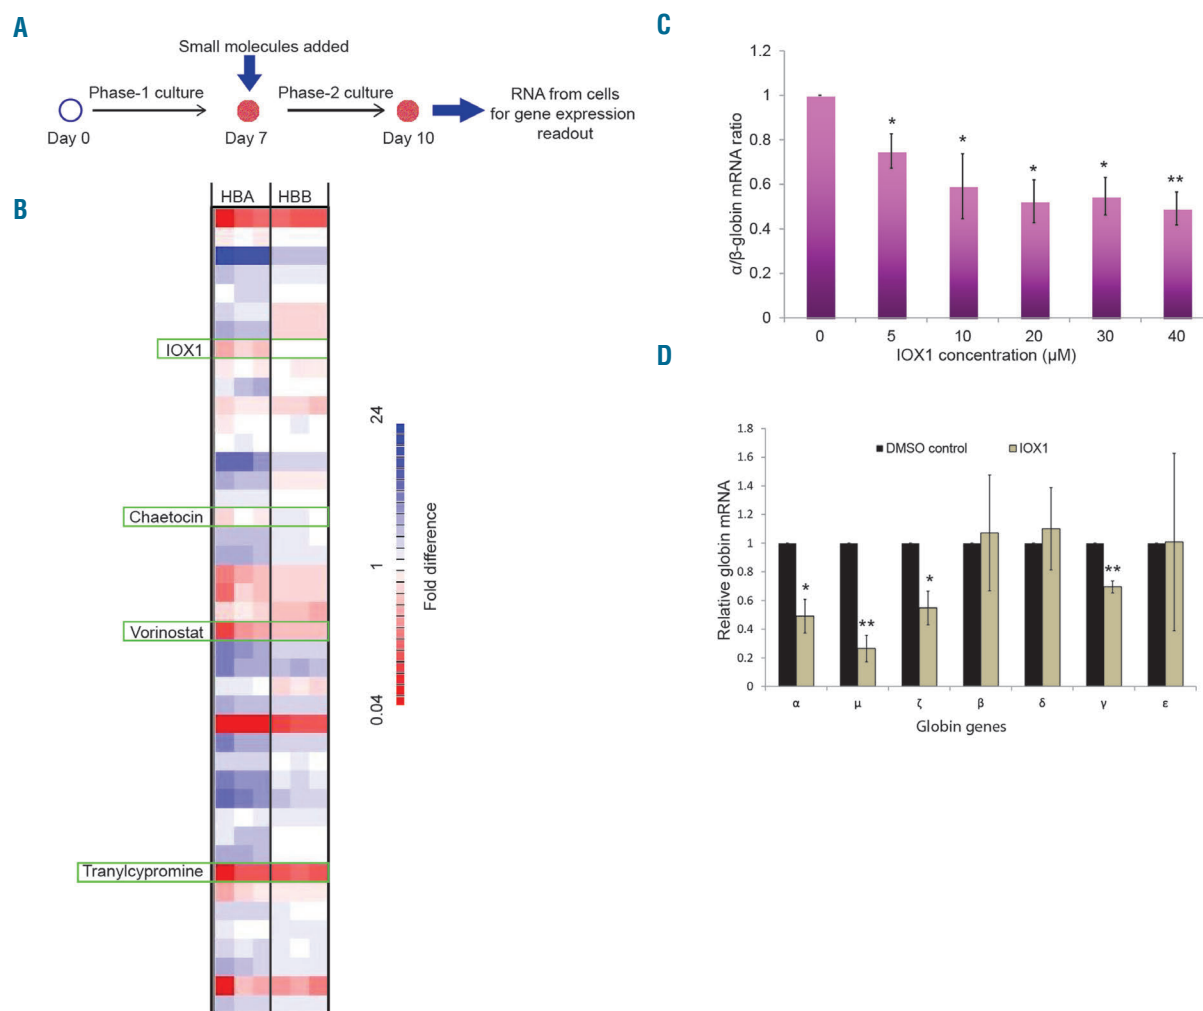 A
Small molecules added
Phase-1 culture
Phase-2 culture
RNA from cells
for gene expression
readout
Day 0
Day 7
Day 10
B
HBA
HBB
IOX1
Chaetocin
Vorinostat
Tranylcypromine
24
1
0.04
Fold difference
C
1.2
1
0.8
0.6
0.4
0.2
0
α/β-globin mRNA ratio
*
*
*
*
**
0
5
10
20
30
40
IOX1 concentration (µM)
D
1.8
1.6
1.4
1.2
1
0.8
0.6
0.4
0.2
0
Relative globin mRNA
DMSO control
IOX1
*
**
*
**
α
μ
ζ
β
δ
γ
ε
Globin genes